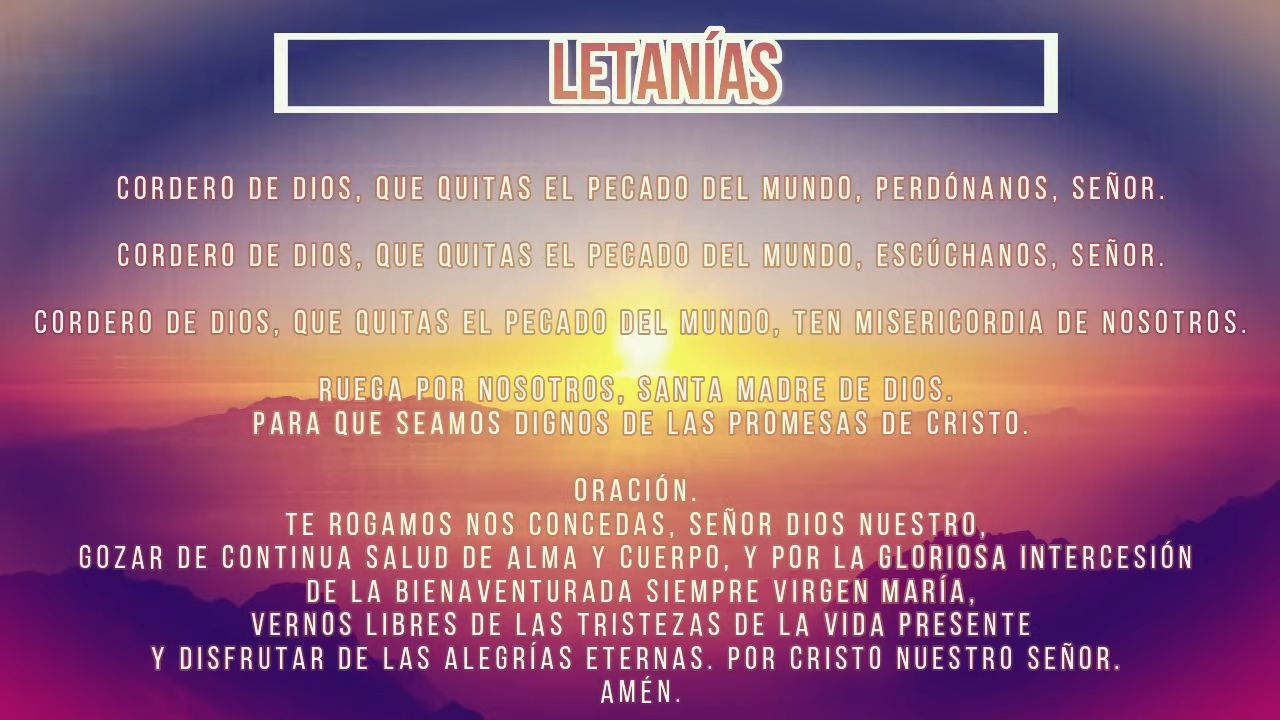 LETANÍAS
CORDERO DE DIOS, QUE QUITAS EL PECADO DEL MUNDO, PERDÓNANOS, SEÑOR.
CORDERO DE DIOS, QUE QUITAS EL PECADO DEL MUNDO, ESCÚCHANOS, SEÑOR.
CORDERO DE DIOS, QUE QUITAS EL PECADO DEL MUNDO, TEN MISERICORDIA DE NOSOTROS.
RUEGA POR NOSOTROS, SANTA MADRE DE DIOS.
PARA QUE SEAMOS DIGNOS DE LAS PROMESAS DE CRISTO.
ORACIÓN.
TE ROGAMOS NOS CONCEDAS, SEÑOR DIOS NUESTRO,
GOZAR DE CONTINUA SALUD DE ALMA Y CUERPO, Y POR LA GLORIOSA INTERCESIÓN
DE LA BIENAVENTURADA SIEMPRE VIRGEN MARÍA,
VERNOS LIBRES DE LAS TRISTEZAS DE LA VIDA PRESENTE
Y DISFRUTAR DE LAS ALEGRÍAS ETERNAS. POR CRISTO NUESTRO SEÑOR.
AMÉN.